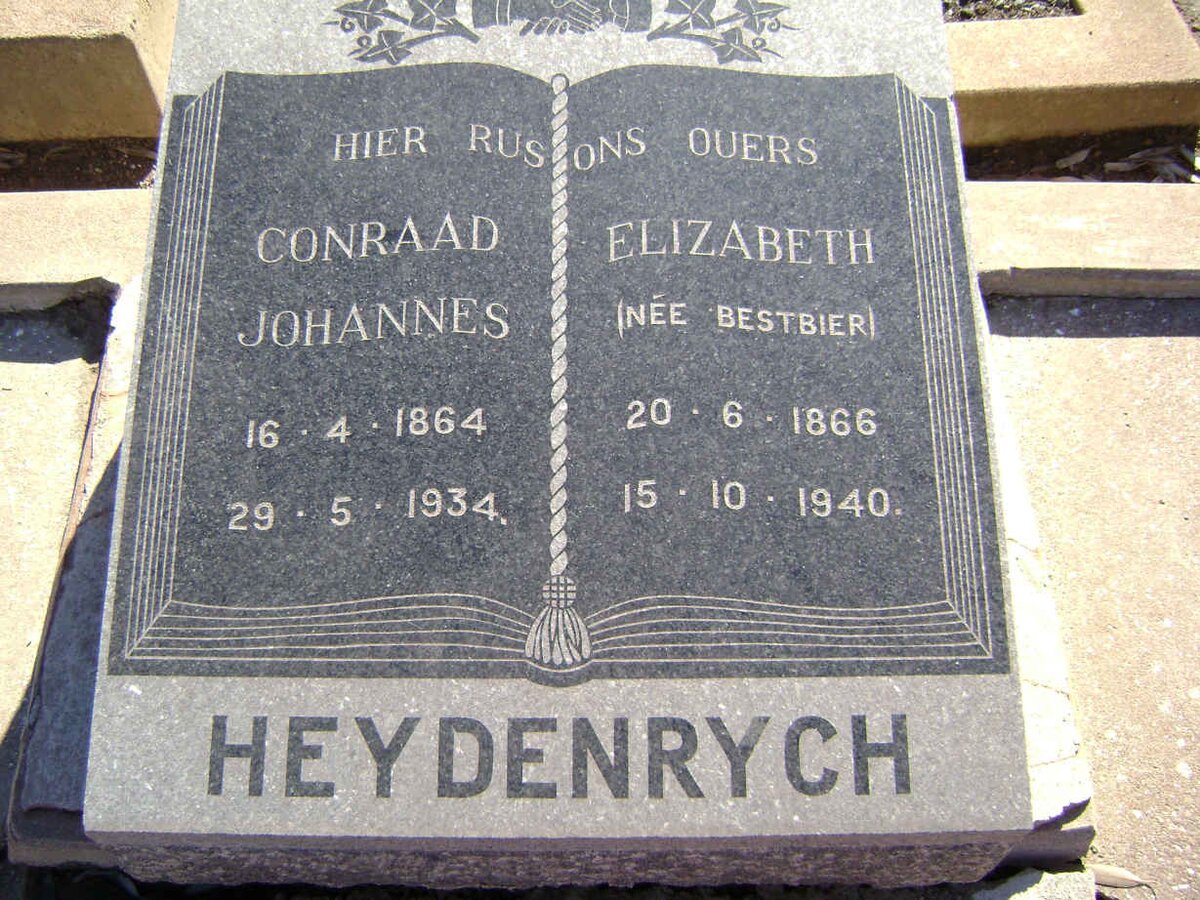 HIER RUS ONS OUERS
CONRAAD
JOHANNES
16 · 4 · 1864
29 · 5 · 1934.
ELIZABETH
(NÉE BESTBIER)
20 · 6 · 1866
15 · 10 · 1940.
HEYDENRYCH